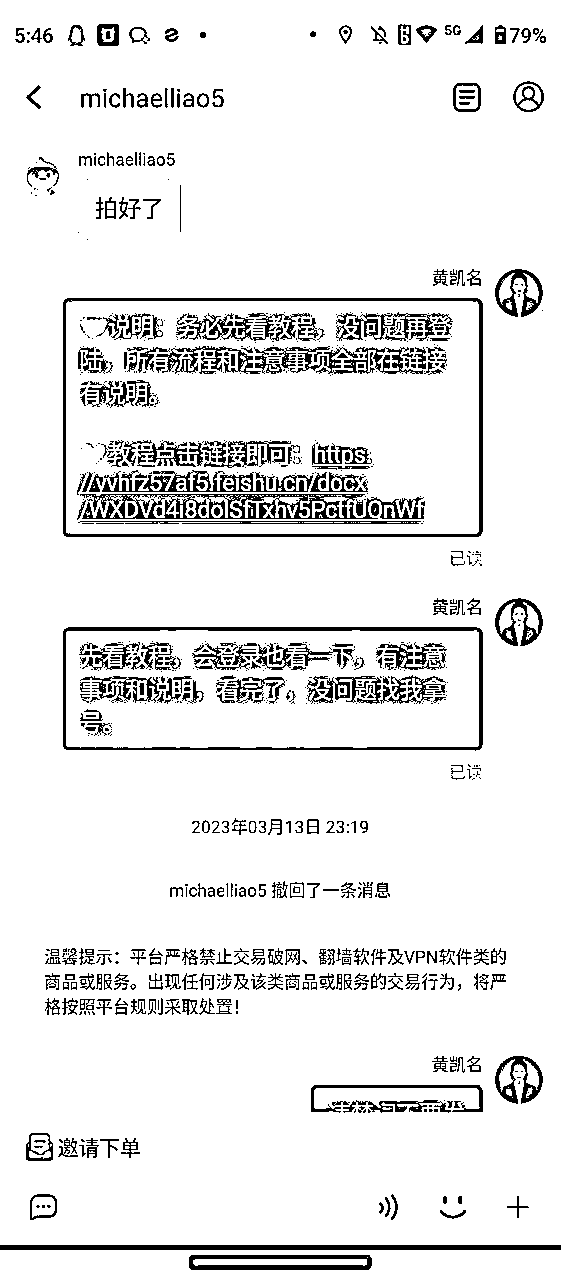 5:46
5G
79%
michaelliao5
michaelliao5
拍好了
黄凯名
说明：务必先看教程，没问题再登
陆，所有流程和注意事项全部在链接
有说明。
教程点击链接即可：https:
//vvhfz57af5.feishu.cn/docx
/WXDVd4i8dolSfiTxhv5PctfUQnWf
已读
黄凯名
先看教程，会登录也看一下，有注意
事项和说明，看完了，没问题找我拿
号。
已读
2023年03月13日 23:19
michaelliao5 撤回了一条消息
温馨提示：平台严格禁止交易破网、翻墙软件及VPN软件类的
商品或服务。出现任何涉及该类商品或服务的交易行为，将严
格按照平台规则采取处置！
黄凯名
邀请下单